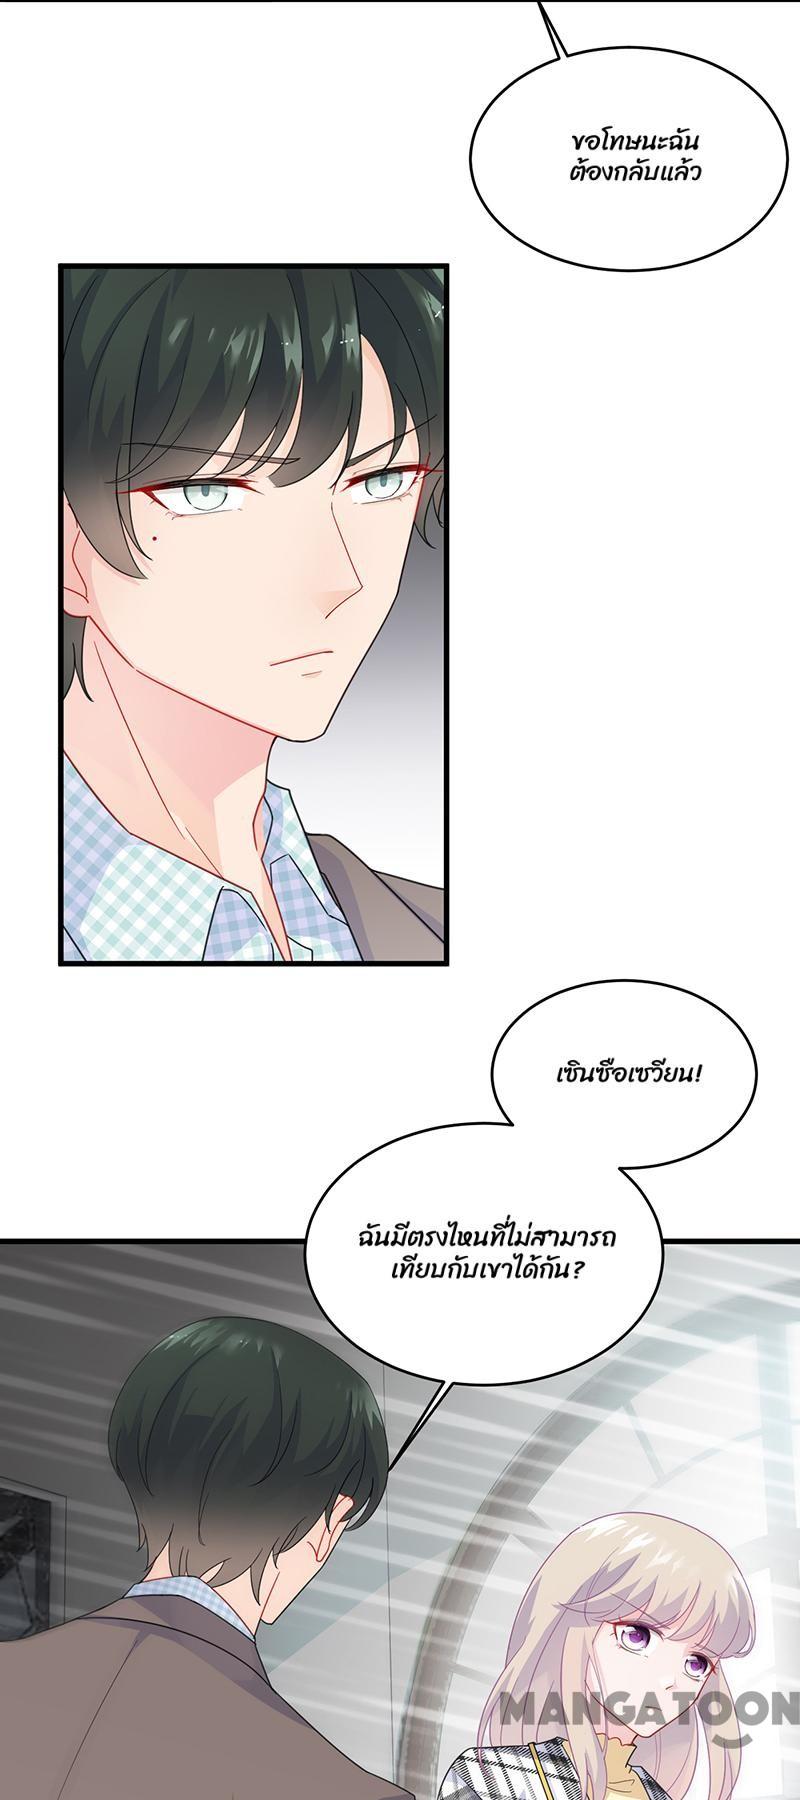 ขอโทษนะฉัน
ต้องกลับแล้ว
เซินซือเซวียน!
ฉันมีตรงไหนที่ไม่สามารถ
เทียบกับเขาได้กัน?
MANGATOON